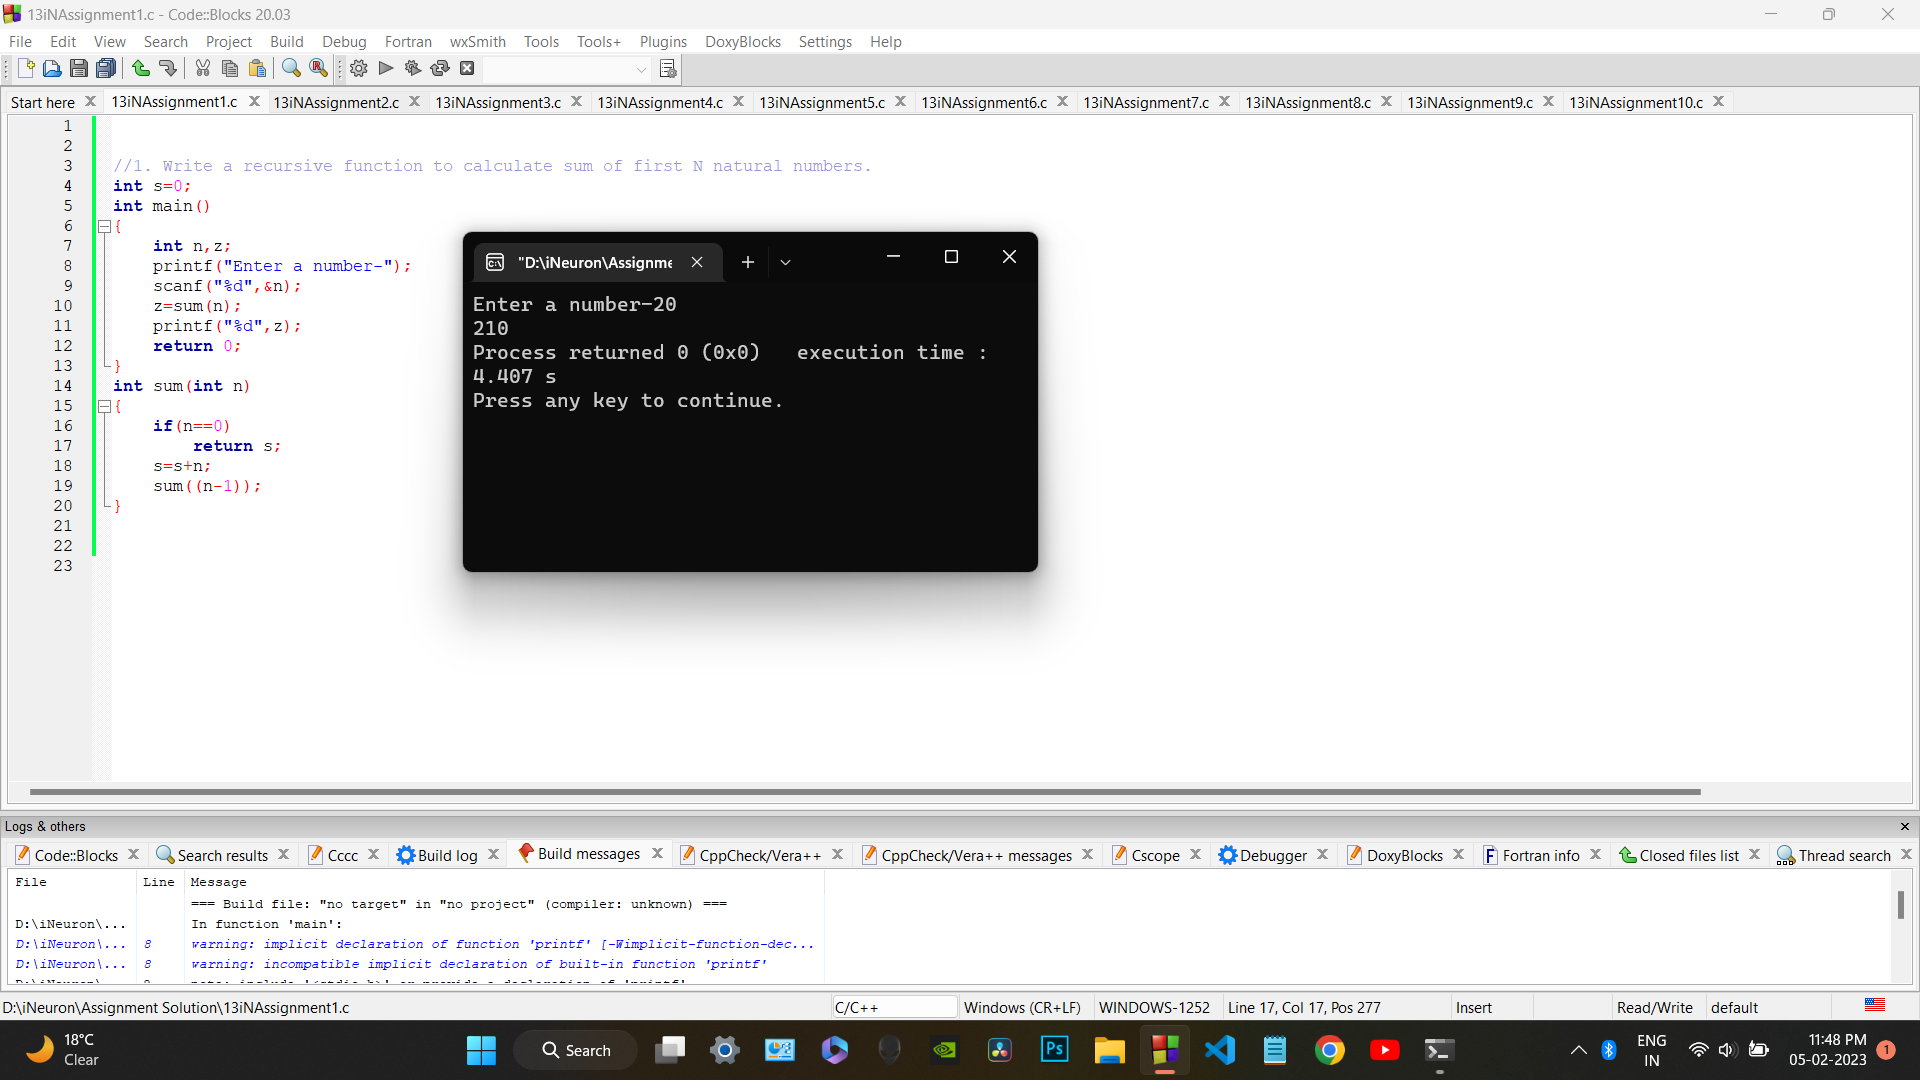 13iNAssignment1.c - Code::Blocks 20.03
File Edit View Search Project Build Debug Fortran wxSmith Tools Tools+ Plugins DoxyBlocks Settings Help
Start here 13iNAssignment1.c 13iNAssignment2.c 13iNAssignment3.c 13iNAssignment4.c 13iNAssignment5.c 13iNAssignment6.c 13iNAssignment7.c 13iNAssignment8.c 13iNAssignment9.c 13iNAssignment10.c
1
2
3 //1. Write a recursive function to calculate sum of first N natural numbers.
4 int s=0;
5 int main()
6 {
7 int n,z;
8 printf("Enter a number-");
9 scanf("%d",&n);
10 z=sum(n);
11 printf("%d",z);
12 return 0;
13 }
14 int sum(int n)
15 {
16 if(n==0)
17 return s;
18 s=s+n;
19 sum((n-1));
20 }
21
22
23
"D:\iNeuron\Assignme
Enter a number-20
210
Process returned 0 (0x0)   execution time :
4.407 s
Press any key to continue.
Logs & others
Code::Blocks Search results Cccc Build log Build messages CppCheck/Vera++ CppCheck/Vera++ messages Cscope Debugger DoxyBlocks Fortran info Closed files list Thread search
File Line Message
=== Build file: "no target" in "no project" (compiler: unknown) ===
D:\iNeuron\... In function 'main':
D:\iNeuron\... 8 warning: implicit declaration of function 'printf' [-Wimplicit-function-dec...
D:\iNeuron\... 8 warning: incompatible implicit declaration of built-in function 'printf'
D:\iNeuron\Assignment Solution\13iNAssignment1.c C/C++ Windows (CR+LF) WINDOWS-1252 Line 17, Col 17, Pos 277 Insert Read/Write default
18°C
Clear
Search
Ps
ENG
IN
11:48 PM
05-02-2023
1